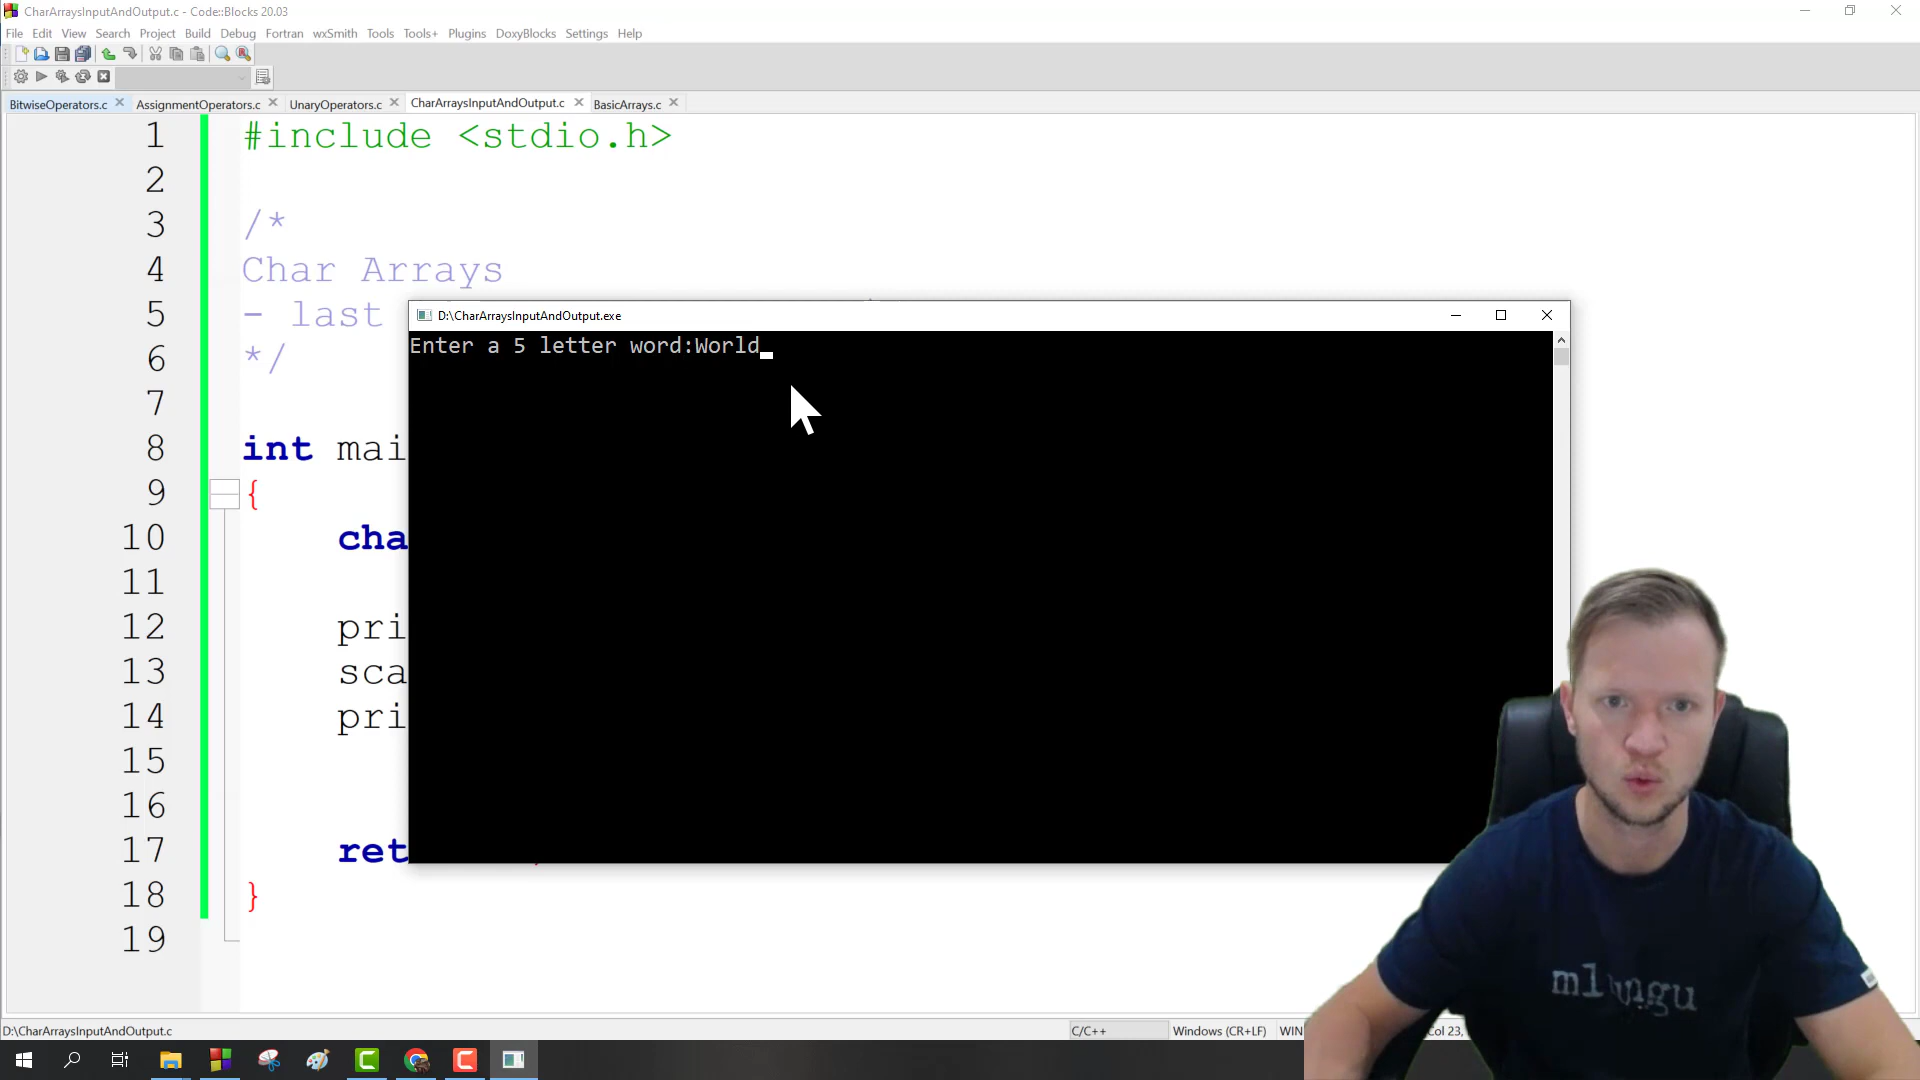 CharArraysInputAndOutput.c - Code::Blocks 20.03
File Edit View Search Project Build Debug Fortran wxSmith Tools Tools+ Plugins DoxyBlocks Settings Help
BitwiseOperators.c AssignmentOperators.c UnaryOperators.c CharArraysInputAndOutput.c BasicArrays.c
1 #include <stdio.h>
2
3 /*
4 Char Arrays
5 - last
6 */
7
8 int mai
9 {
10 cha
11
12 pri
13 sca
14 pri
15
16
17 ret
18 }
19
D:\CharArraysInputAndOutput.exe
Enter a 5 letter word:World
D:\CharArraysInputAndOutput.c C/C++ Windows (CR+LF) WIN Col 23,